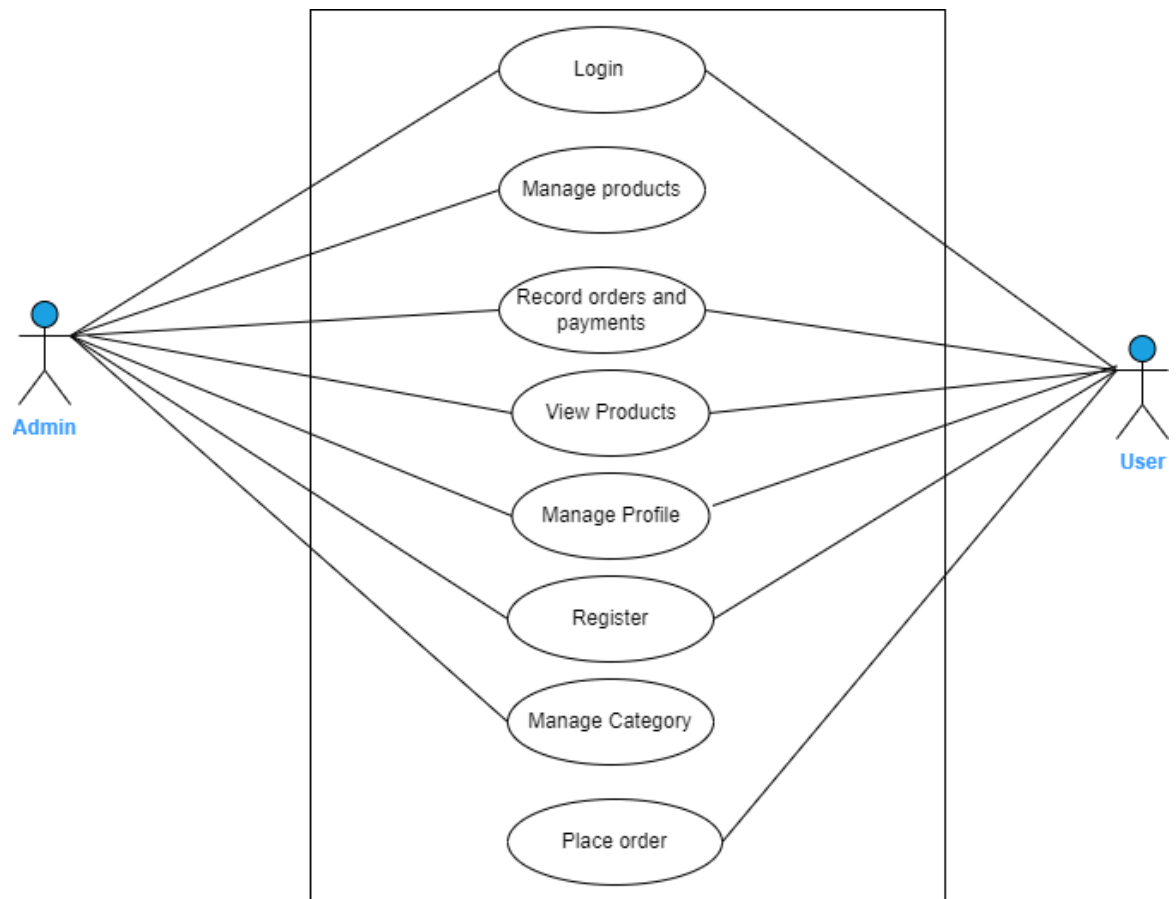 Login
Manage products
Record orders and
payments
View Products
Admin
User
Manage Profile
Register
Manage Category
Place order